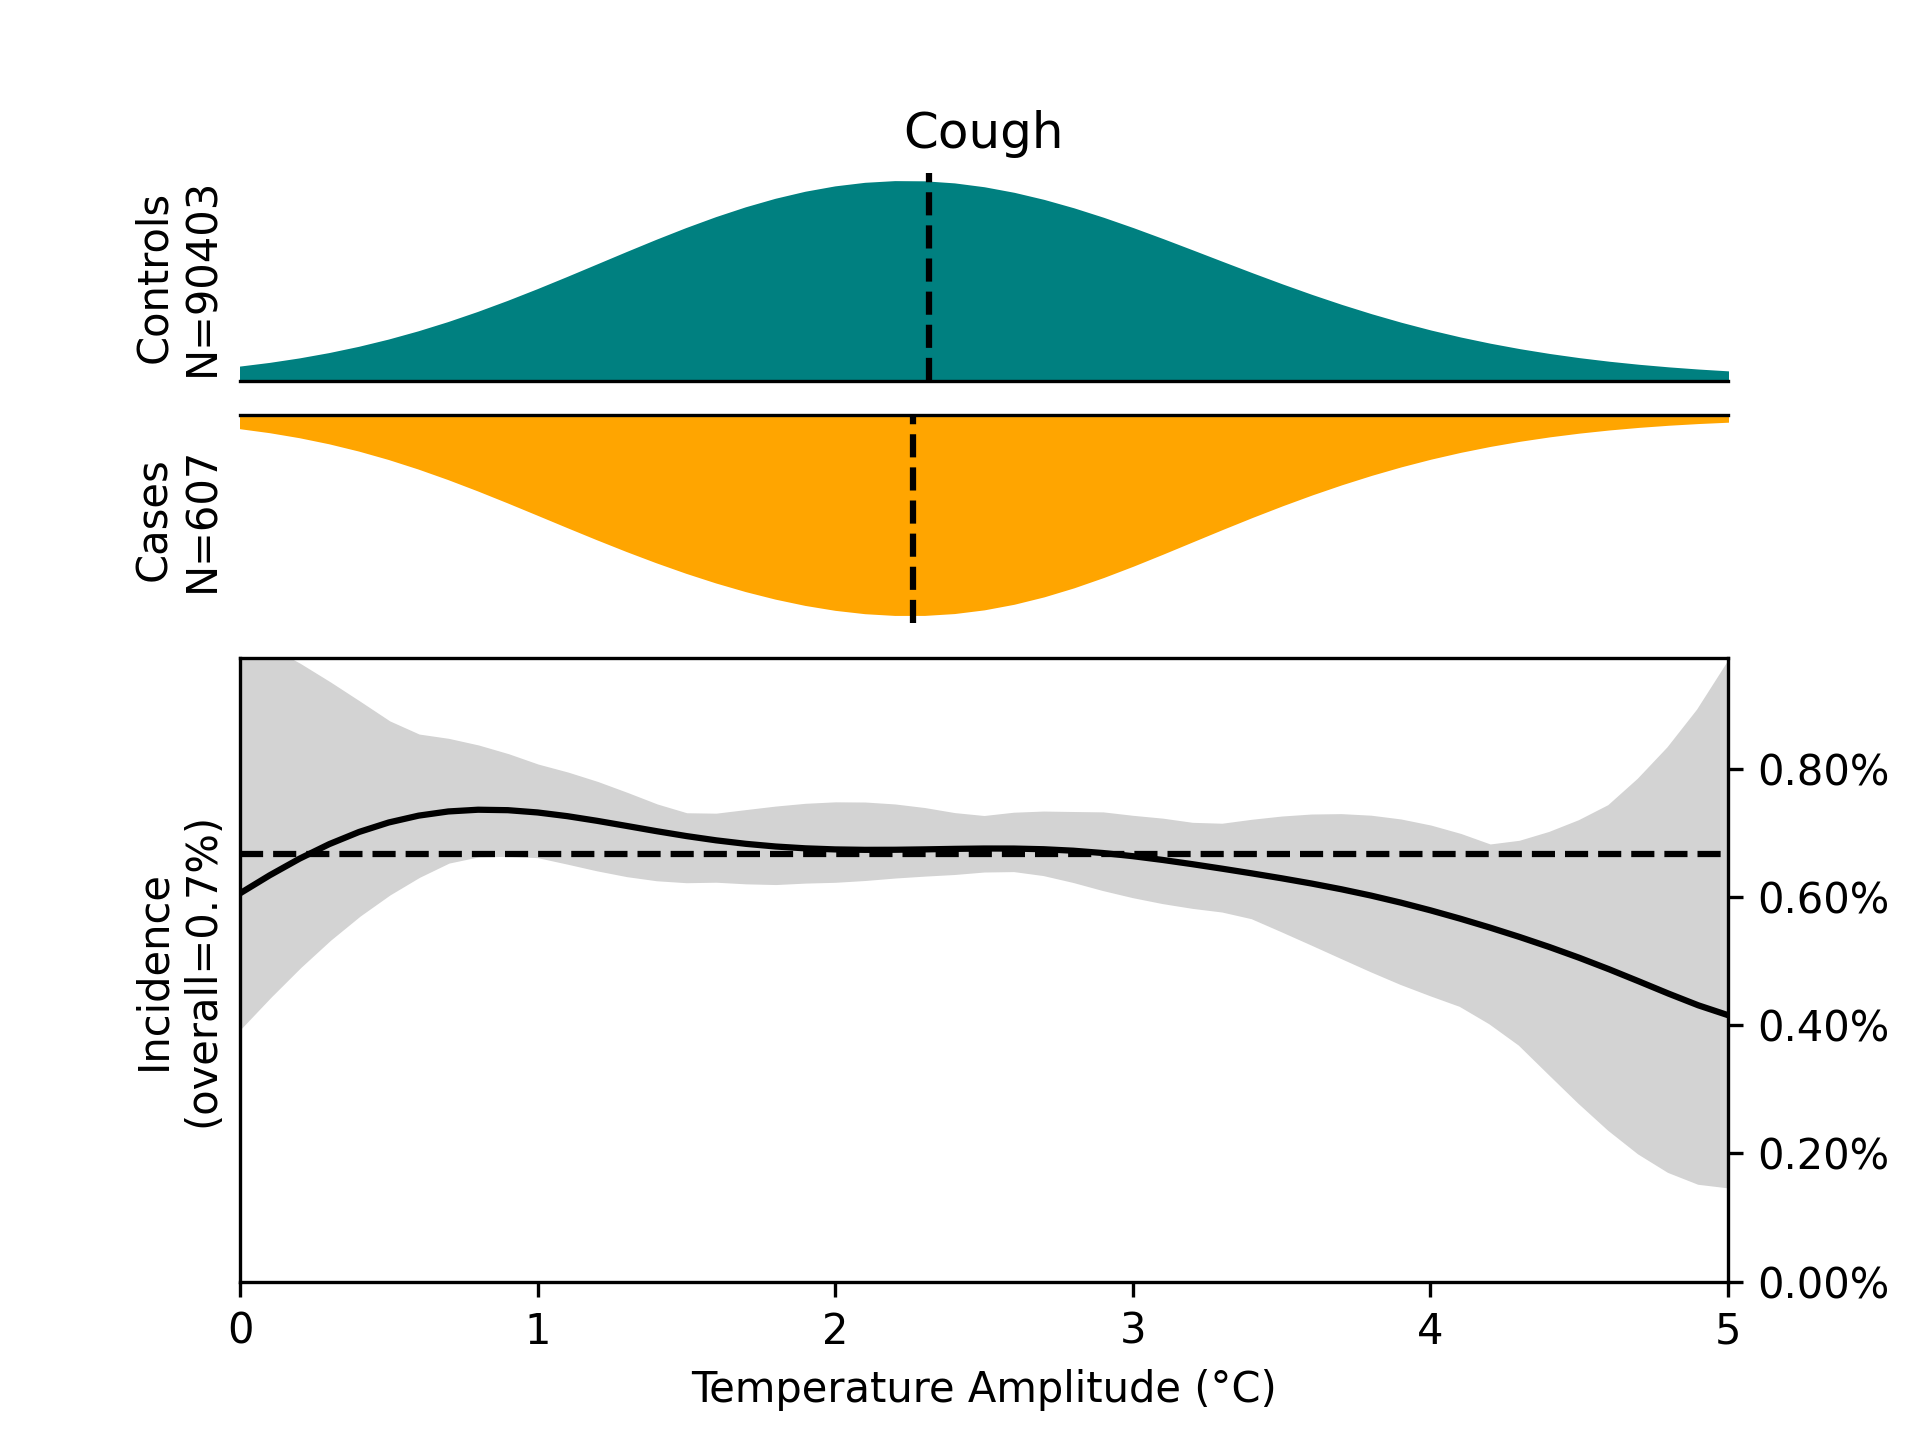 Cough
Controls
N=90403
Cases
N=607
Incidence
(overall=0.7%)
0.80%
0.60%
0.40%
0.20%
0.00%
0 1 2 3 4 5
Temperature Amplitude (°C)